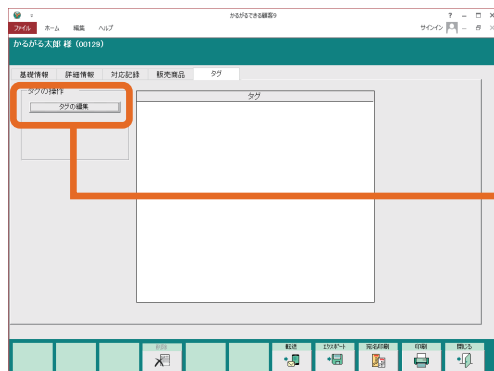 かるがるできる顧客9
ファイル ホーム 編集 ヘルプ サインイン
かるがる太郎 様 (00129)
基礎情報 詳細情報 対応記録 販売商品 タグ
タグの操作
タグの編集
タグ
削除 転送 エクスポート 宛名印刷 印刷 閉じる